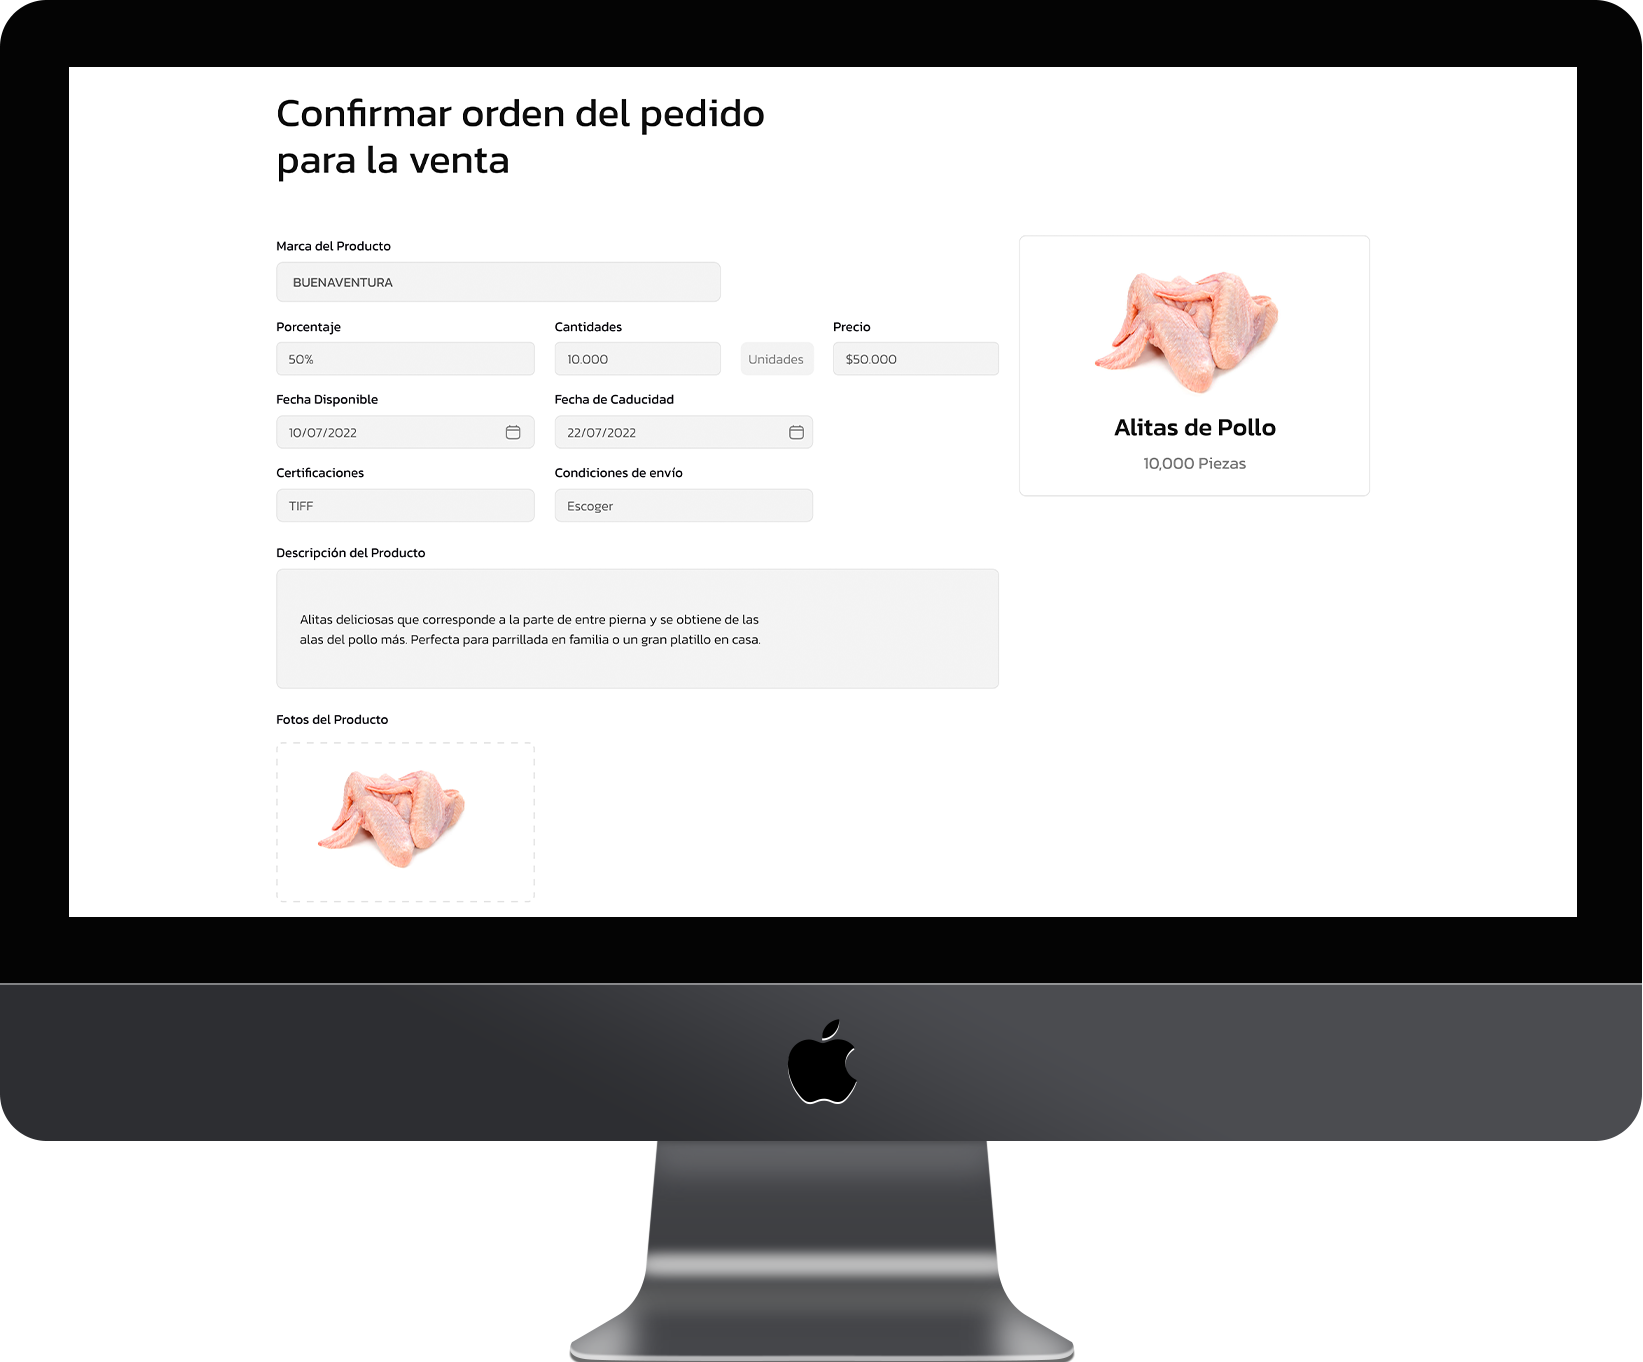 Confirmar orden del pedido
para la venta
Marca del Producto
BUENAVENTURA
Porcentaje
Cantidades
Precio
50%
10.000
Unidades
$50.000
Fecha Disponible
Fecha de Caducidad
10/07/2022
22/07/2022
Certificaciones
Condiciones de envío
TIFF
Escoger
Descripción del Producto
Alitas deliciosas que corresponde a la parte de entre pierna y se obtiene de las
alas del pollo más. Perfecta para parrillada en familia o un gran platillo en casa.
Fotos del Producto
Alitas de Pollo
10,000 Piezas